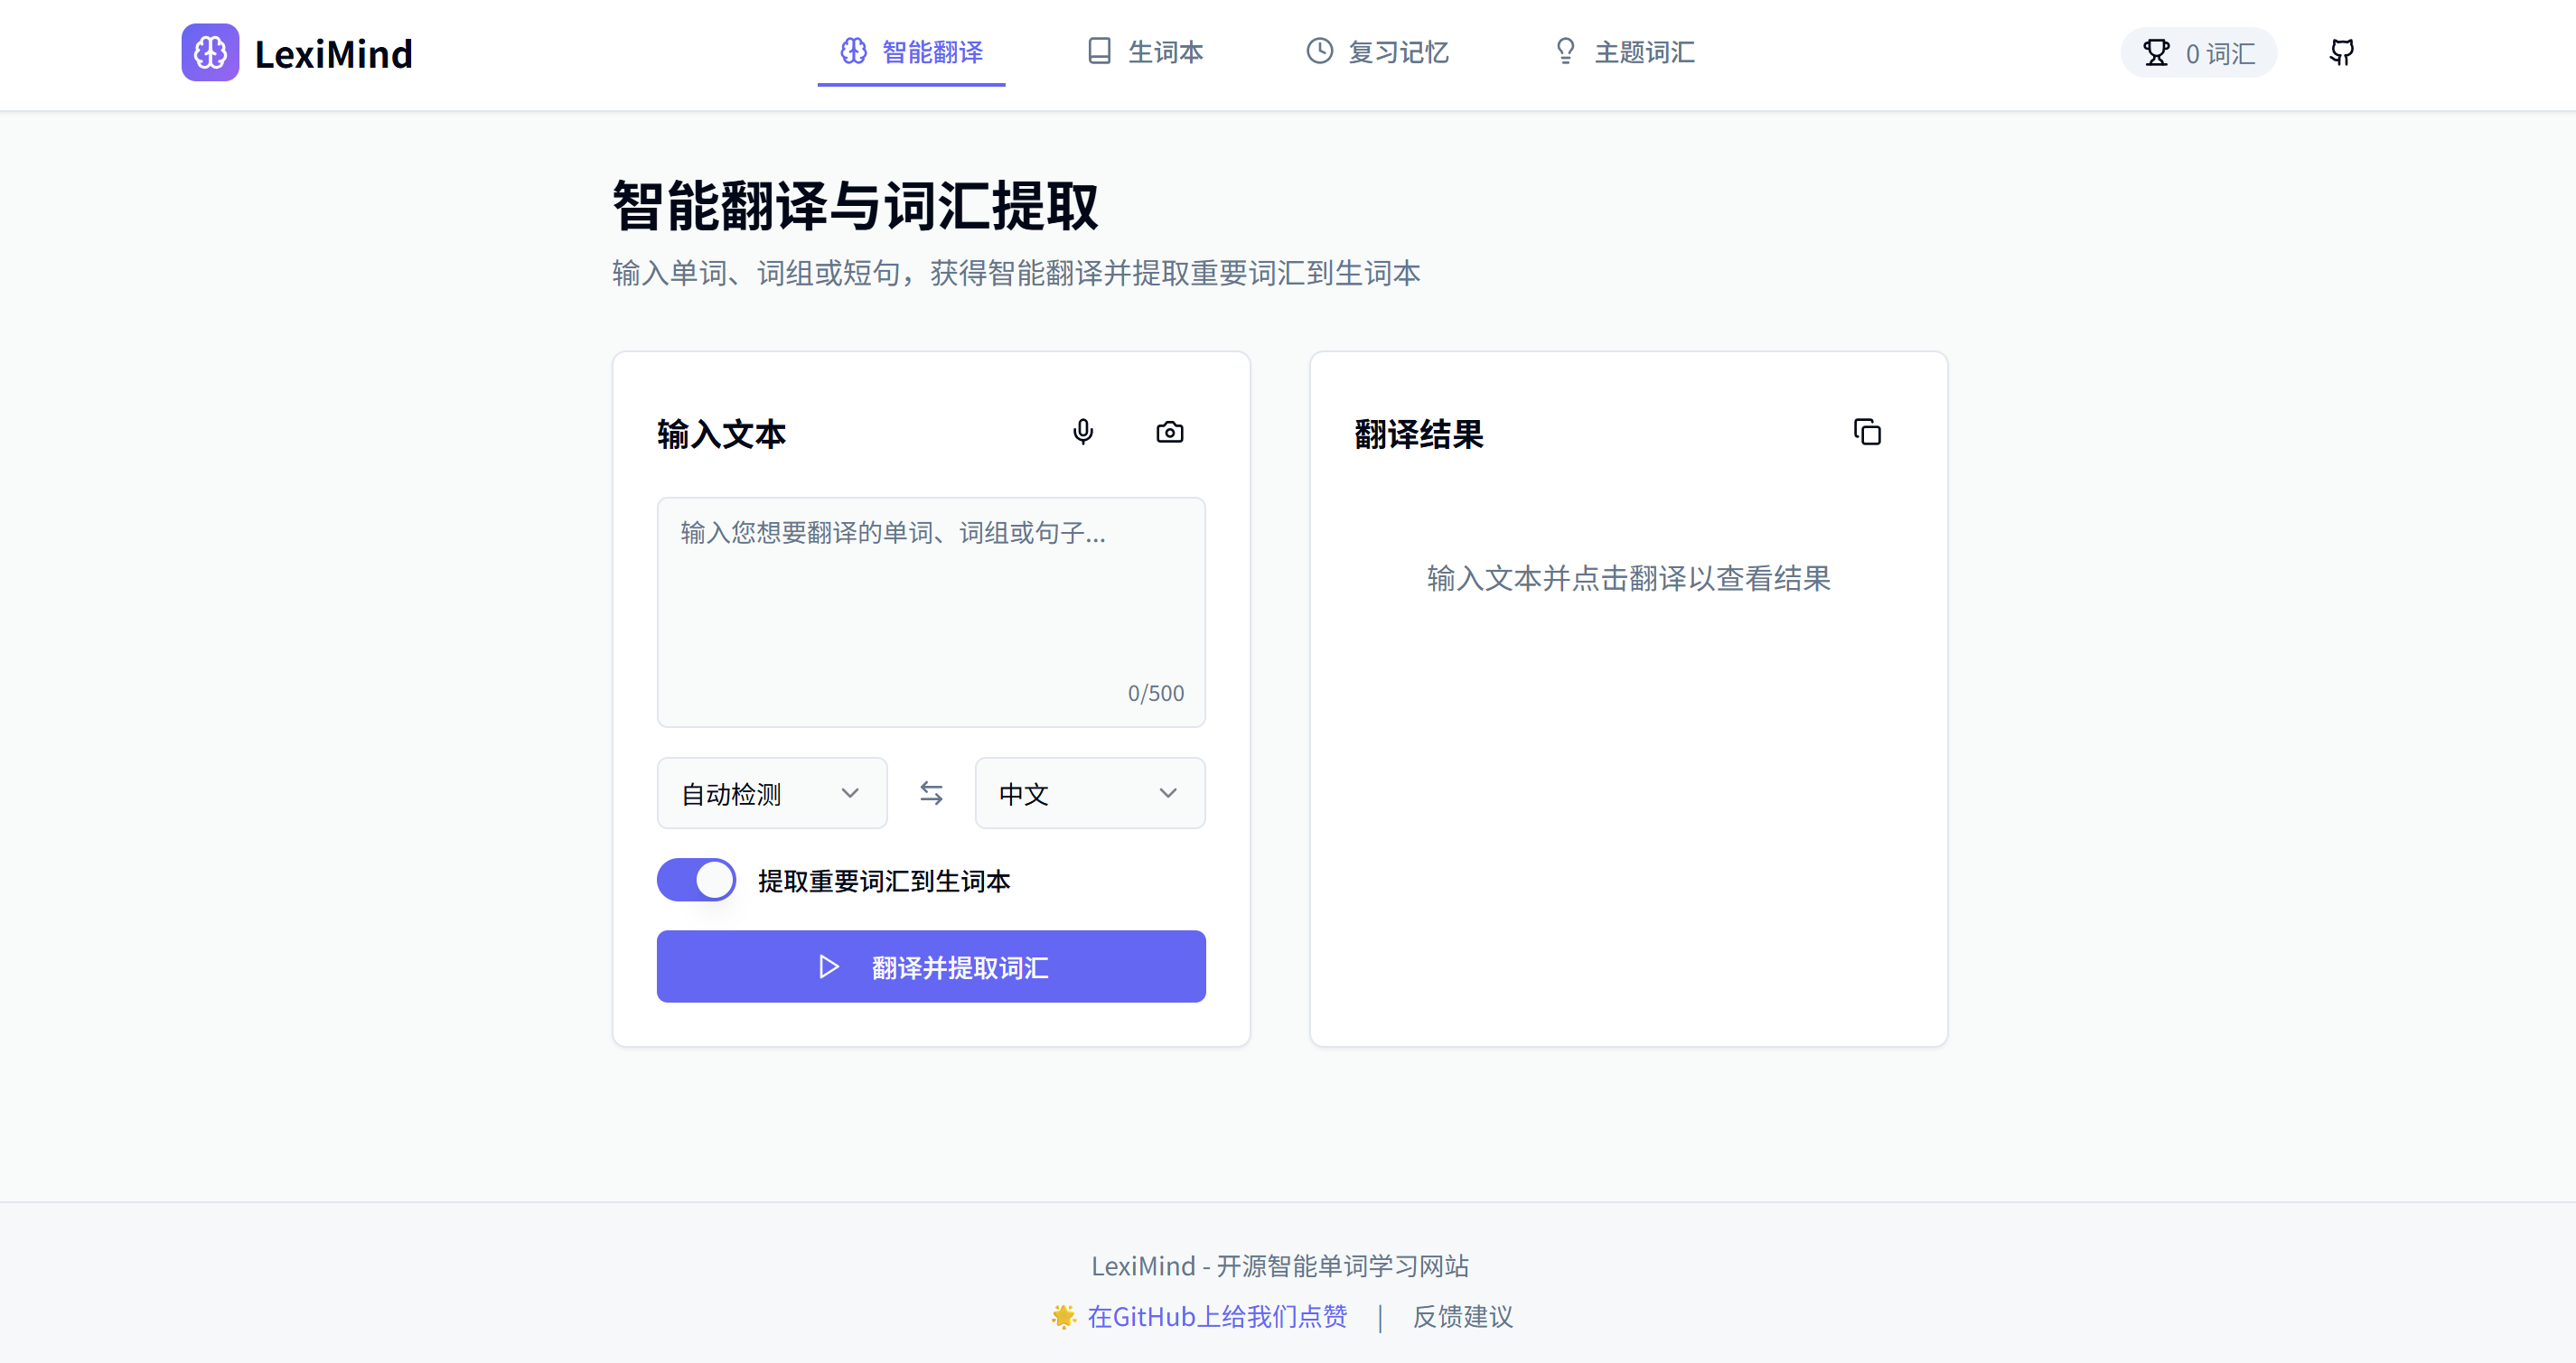 LexiMind
智能翻译
生词本
复习记忆
主题词汇
0 词汇
智能翻译与词汇提取
输入单词、词组或短句，获得智能翻译并提取重要词汇到生词本
输入文本
输入您想要翻译的单词、词组或句子...
0/500
自动检测
中文
提取重要词汇到生词本
翻译并提取词汇
翻译结果
输入文本并点击翻译以查看结果
LexiMind - 开源智能单词学习网站
🌟 在GitHub上给我们点赞 | 反馈建议